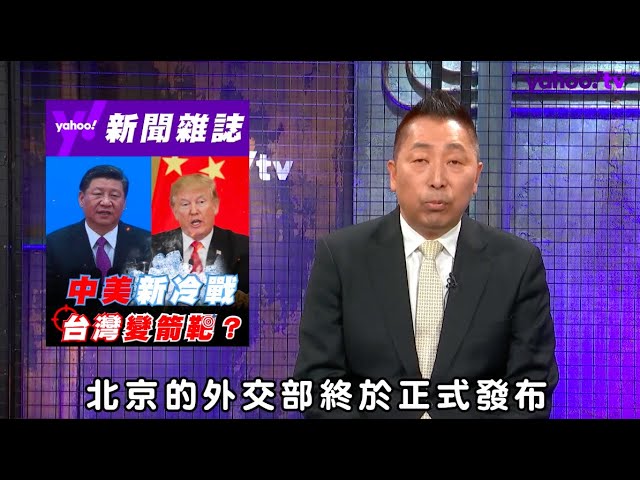 yahoo!tv
yahoo!
新聞雜誌
/tv
中美新冷戰
台灣變箭靶？
北京的外交部終於正式發布